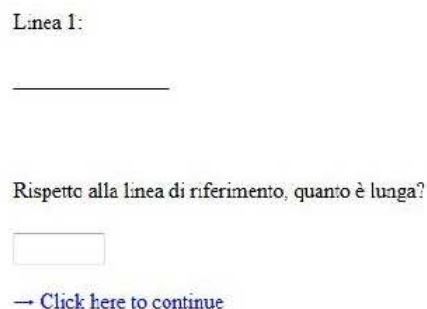 Linea 1:
Rispetto alla linea di riferimento, quanto è lunga?
→ Click here to continue